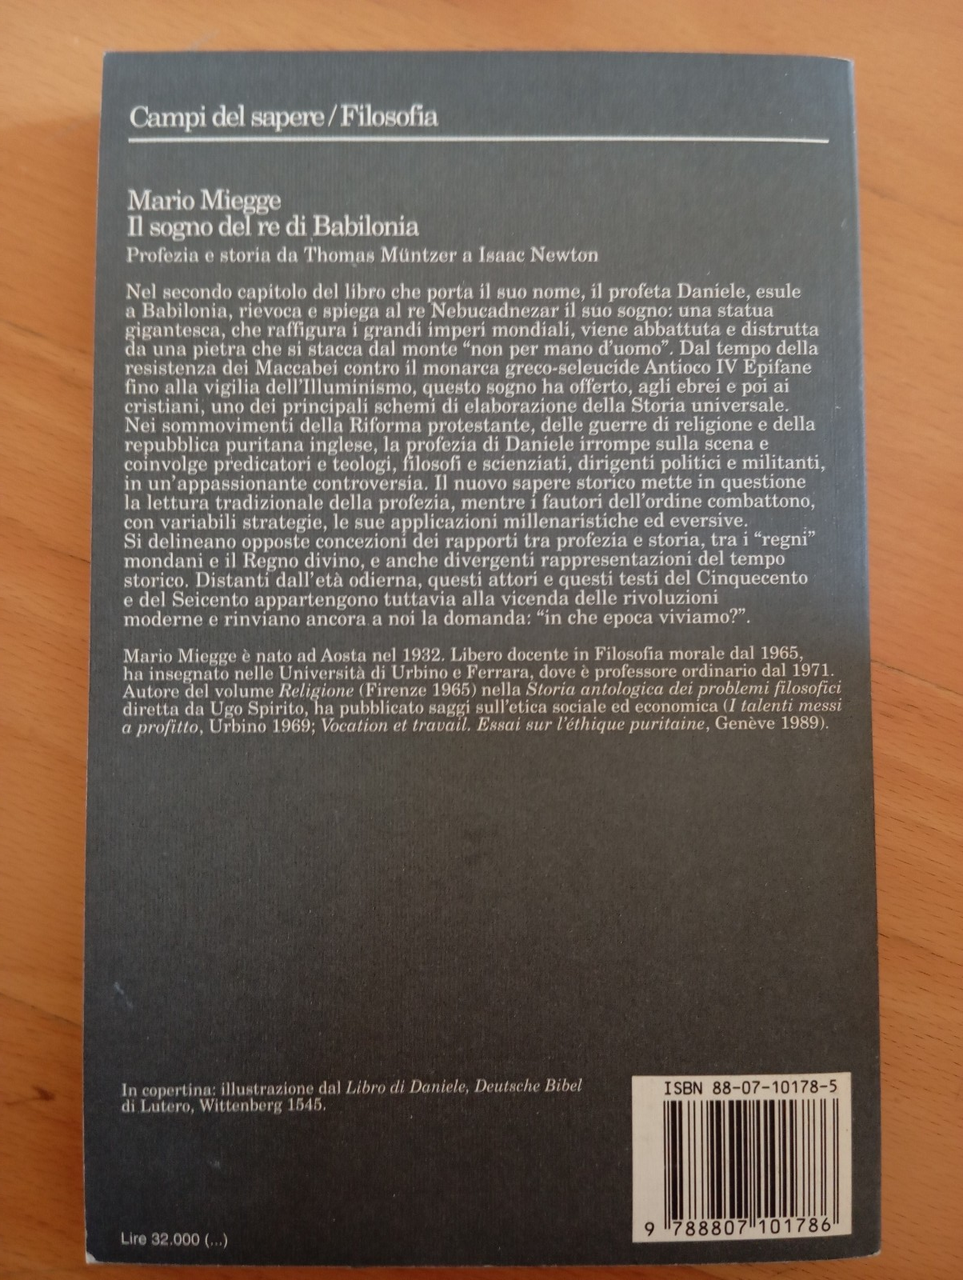 Campi del sapere/Filosofia
Mario Miegge
Il sogno del re di Babilonia
Profezia e storia da Thomas Müntzer a Isaac Newton
Nel secondo capitolo del libro che porta il suo nome, il profeta Daniele, esule
a Babilonia, rievoca e spiega al re Nebucadnezar il suo sogno: una statua
gigantesca, che raffigura i grandi imperi mondiali, viene abbattuta e distrutta
da una pietra che si stacca dal monte “non per mano d’uomo”. Dal tempo della
resistenza dei Maccabei contro il monarca greco-seleucide Antioco IV Epifane
fino alla vigilia dell’Illuminismo, questo sogno ha offerto, agli ebrei e poi ai
cristiani, uno dei principali schemi di elaborazione della Storia universale.
Nei sommovimenti della Riforma protestante, delle guerre di religione e della
repubblica puritana inglese, la profezia di Daniele irrompe sulla scena e
coinvolge predicatori e teologi, filosofi e scienziati, dirigenti politici e militanti,
in un’appassionante controversia. Il nuovo sapere storico mette in questione
la lettura tradizionale della profezia, mentre i fautori dell’ordine combattono,
con variabili strategie, le sue applicazioni millenaristiche ed eversive.
Si delineano opposte concezioni dei rapporti tra profezia e storia, tra i “regni”
mondani e il Regno divino, e anche divergenti rappresentazioni del tempo
storico. Distanti dall’età odierna, questi attori e questi testi del Cinquecento
e del Seicento appartengono tuttavia alla vicenda delle rivoluzioni
moderne e rinviano ancora a noi la domanda: “in che epoca viviamo?”.
Mario Miegge è nato ad Aosta nel 1932. Libero docente in Filosofia morale dal 1965,
ha insegnato nelle Università di Urbino e Ferrara, dove è professore ordinario dal 1971.
Autore del volume Religione (Firenze 1965) nella Storia antologica dei problemi filosofici
diretta da Ugo Spirito, ha pubblicato saggi sull’etica sociale ed economica (I talenti messi
a profitto, Urbino 1969; Vocation et travail. Essai sur l’éthique puritaine, Genève 1989).
In copertina: illustrazione dal Libro di Daniele, Deutsche Bibel
di Lutero, Wittenberg 1545.
ISBN 88-07-10178-5
9 788807 101786
Lire 32.000 (...)